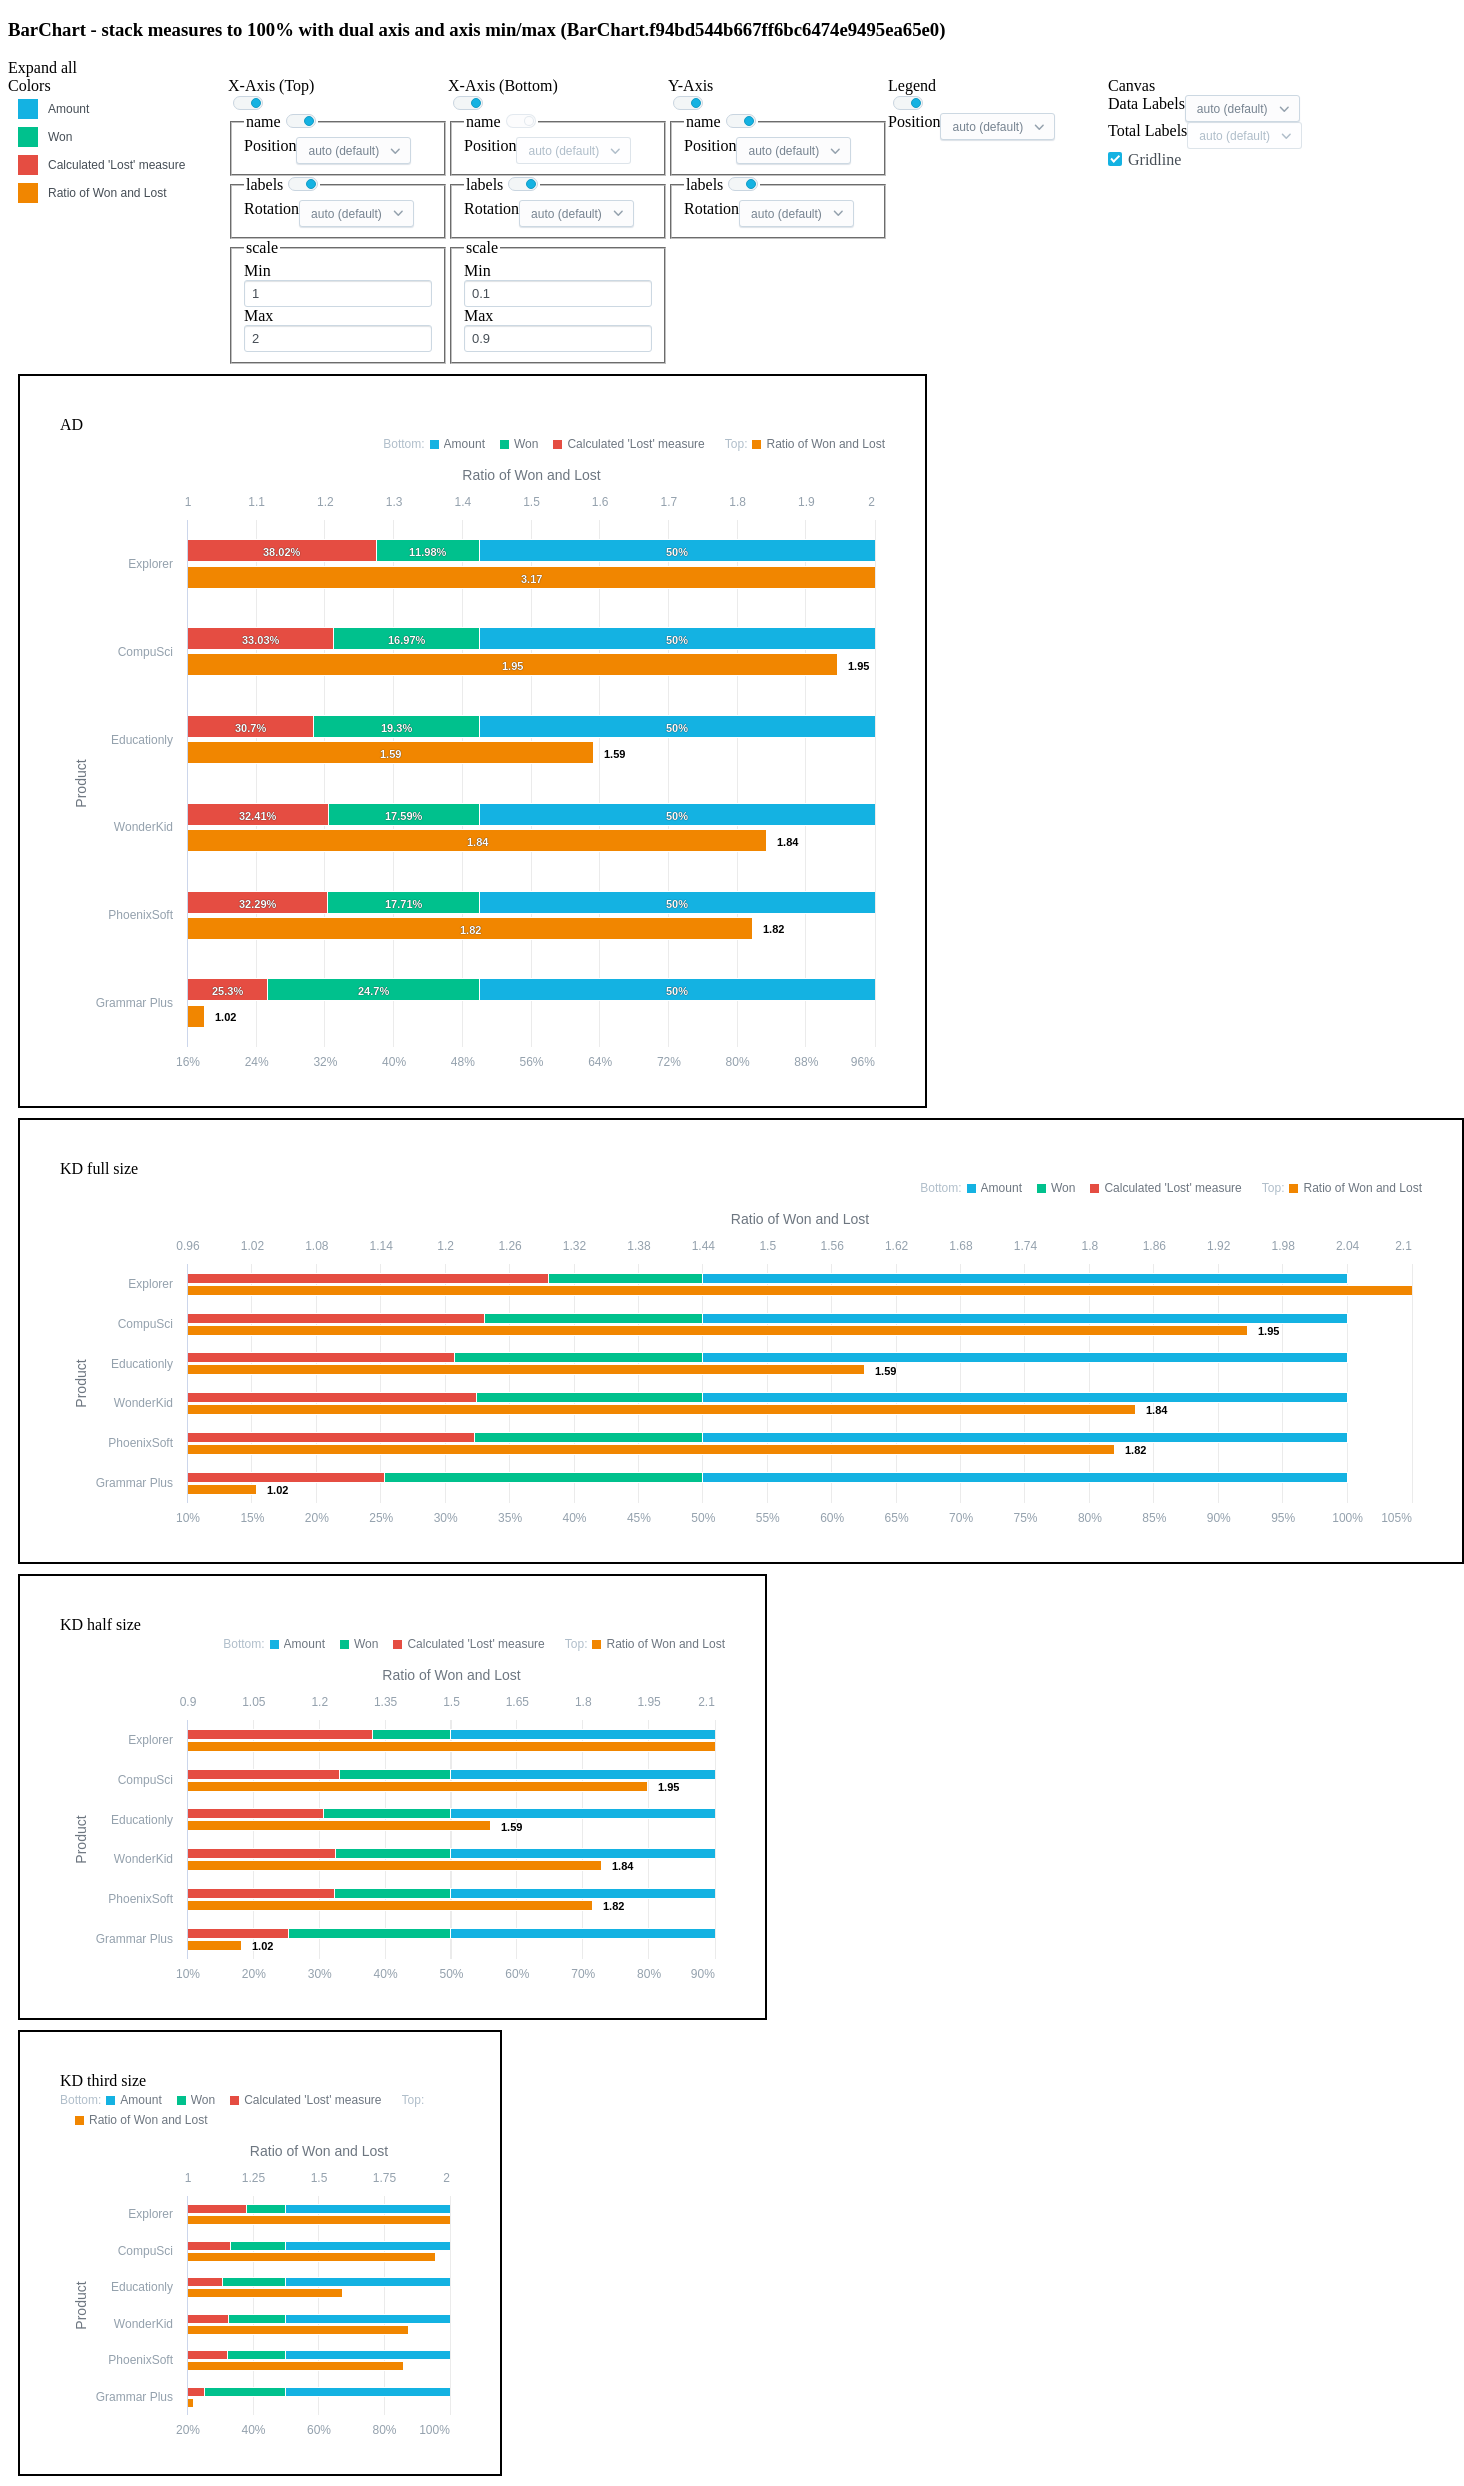 BarChart - stack measures to 100% with dual axis and axis min/max (BarChart.f94bd544b667ff6bc6474e9495ea65e0)
Expand all
Colors
Amount
Won
Calculated 'Lost' measure
Ratio of Won and Lost
X-Axis (Top)
name
Position auto (default)
labels
Rotation auto (default)
scale
Min
1
Max
2
X-Axis (Bottom)
name
Position auto (default)
labels
Rotation auto (default)
scale
Min
0.1
Max
0.9
Y-Axis
name
Position auto (default)
labels
Rotation auto (default)
Legend
Position auto (default)
Canvas
Data Labels auto (default)
Total Labels auto (default)
Gridline
AD
Bottom: Amount Won Calculated 'Lost' measure Top: Ratio of Won and Lost
Ratio of Won and Lost
1 1.1 1.2 1.3 1.4 1.5 1.6 1.7 1.8 1.9 2
Product
Explorer
38.02% 11.98% 50%
3.17
CompuSci
33.03% 16.97% 50%
1.95 1.95
Educationly
30.7% 19.3% 50%
1.59 1.59
WonderKid
32.41% 17.59% 50%
1.84 1.84
PhoenixSoft
32.29% 17.71% 50%
1.82 1.82
Grammar Plus
25.3% 24.7% 50%
1.02
16% 24% 32% 40% 48% 56% 64% 72% 80% 88% 96%
KD full size
Bottom: Amount Won Calculated 'Lost' measure Top: Ratio of Won and Lost
Ratio of Won and Lost
0.96 1.02 1.08 1.14 1.2 1.26 1.32 1.38 1.44 1.5 1.56 1.62 1.68 1.74 1.8 1.86 1.92 1.98 2.04 2.1
Product
Explorer
CompuSci 1.95
Educationly 1.59
WonderKid 1.84
PhoenixSoft 1.82
Grammar Plus 1.02
10% 15% 20% 25% 30% 35% 40% 45% 50% 55% 60% 65% 70% 75% 80% 85% 90% 95% 100% 105%
KD half size
Bottom: Amount Won Calculated 'Lost' measure Top: Ratio of Won and Lost
Ratio of Won and Lost
0.9 1.05 1.2 1.35 1.5 1.65 1.8 1.95 2.1
Product
Explorer
CompuSci 1.95
Educationly 1.59
WonderKid 1.84
PhoenixSoft 1.82
Grammar Plus 1.02
10% 20% 30% 40% 50% 60% 70% 80% 90%
KD third size
Bottom: Amount Won Calculated 'Lost' measure Top:
Ratio of Won and Lost
Ratio of Won and Lost
1 1.25 1.5 1.75 2
Product
Explorer
CompuSci
Educationly
WonderKid
PhoenixSoft
Grammar Plus
20% 40% 60% 80% 100%